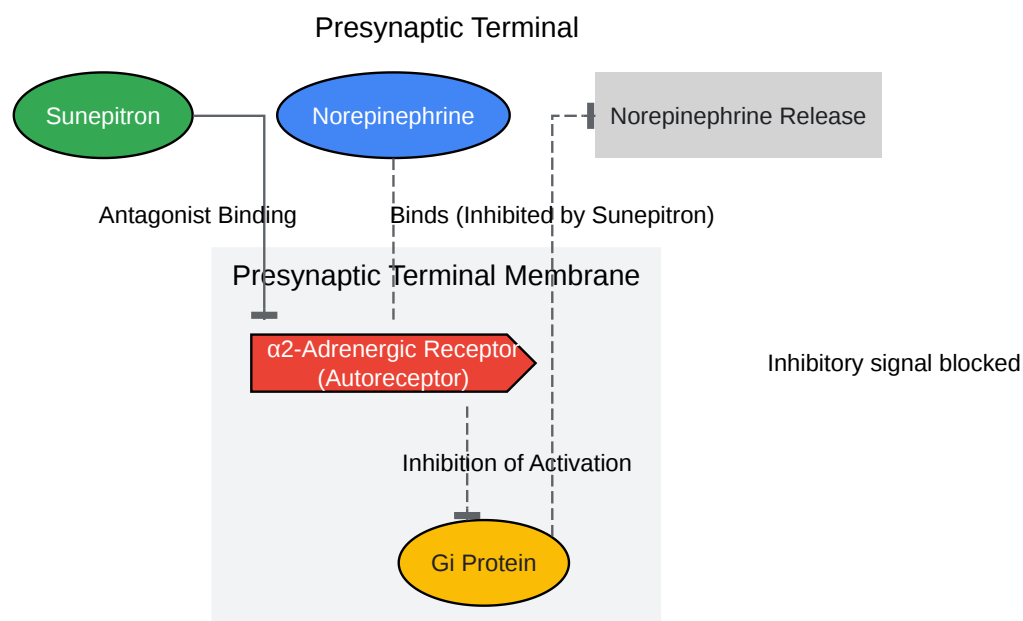 Presynaptic Terminal
Sunepitron
Norepinephrine
Norepinephrine Release
Antagonist Binding
Binds (Inhibited by Sunepitron)
Presynaptic Terminal Membrane
α2-Adrenergic Receptor
(Autoreceptor)
Inhibitory signal blocked
Inhibition of Activation
Gi Protein